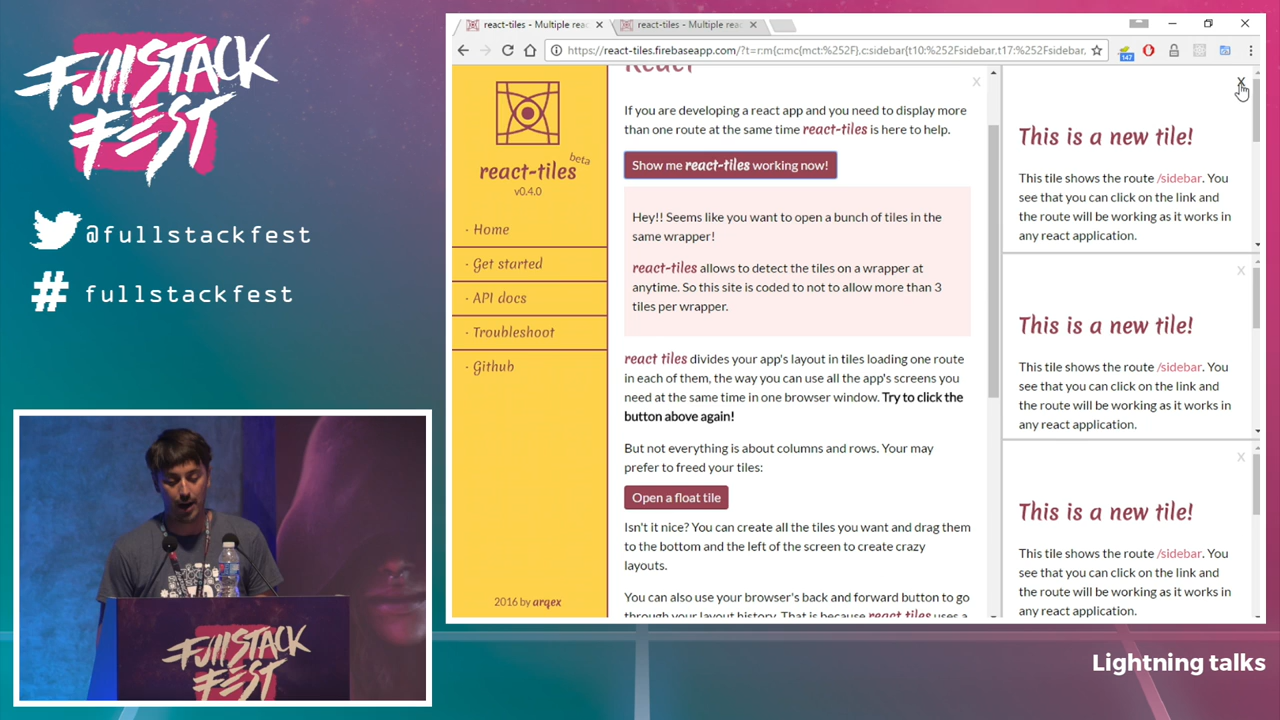 FullSTACK
FEST
@fullstackfest
# fullstackfest
FullSTACK
FEST
react-tiles - Multiple reac
react-tiles - Multiple reac
https://react-tiles.firebaseapp.com/?t=r:m{c:mc{mct:%252F},c:sidebar{t10:%252Fsidebar,t17:%252Fsidebar,
147
react-tiles
beta
v0.4.0
· Home
· Get started
· API docs
· Troubleshoot
· Github
2016 by arqex
React
If you are developing a react app and you need to display more
than one route at the same time react-tiles is here to help.
Show me react-tiles working now!
Hey!! Seems like you want to open a bunch of tiles in the
same wrapper!
react-tiles allows to detect the tiles on a wrapper at
anytime. So this site is coded to not to allow more than 3
tiles per wrapper.
react tiles divides your app's layout in tiles loading one route
in each of them, the way you can use all the app's screens you
need at the same time in one browser window. Try to click the
button above again!
But not everything is about columns and rows. Your may
prefer to freed your tiles:
Open a float tile
Isn't it nice? You can create all the tiles you want and drag them
to the bottom and the left of the screen to create crazy
layouts.
You can also use your browser's back and forward button to go
through your layout history. That is because react tiles uses a
This is a new tile!
This tile shows the route /sidebar. You
see that you can click on the link and
the route will be working as it works in
any react application.
This is a new tile!
This tile shows the route /sidebar. You
see that you can click on the link and
the route will be working as it works in
any react application.
This is a new tile!
This tile shows the route /sidebar. You
see that you can click on the link and
the route will be working as it works in
any react application.
Lightning talks